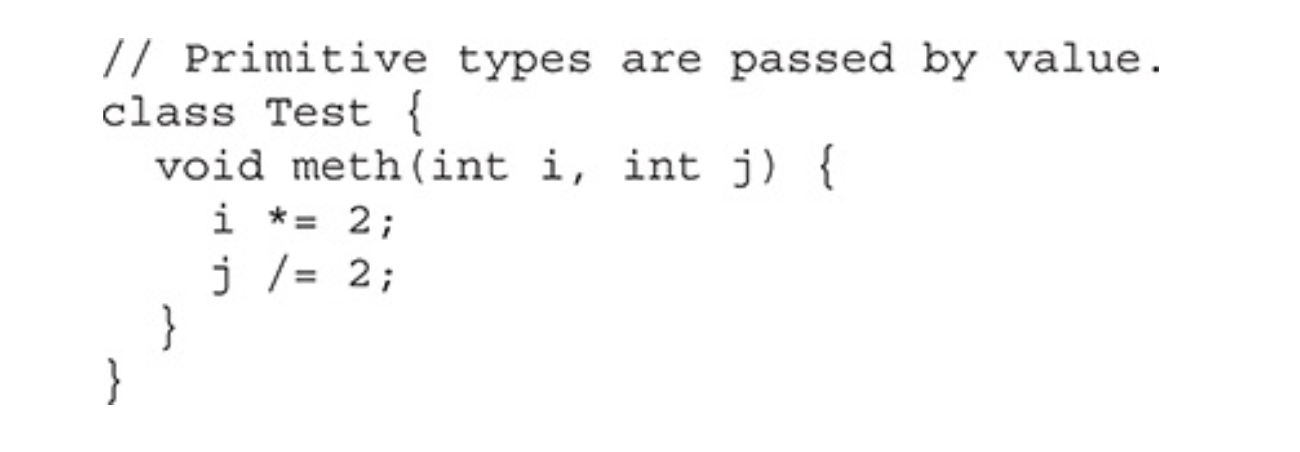 // Primitive types are passed by value.
class Test {
  void meth(int i, int j) {
    i *= 2;
    j /= 2;
  }
}